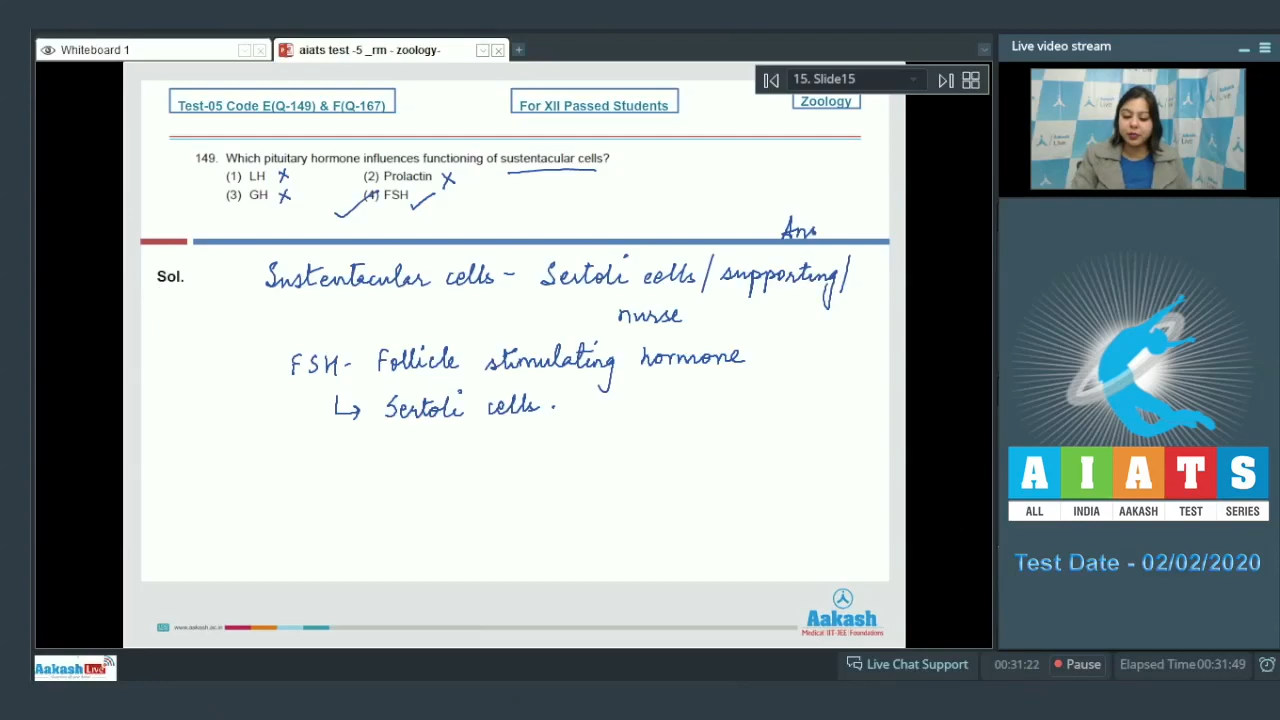 Whiteboard 1
aiats test -5 _rm - zoology-
Live video stream
15. Slide15
Test-05 Code E(Q-149) & F(Q-167)
For XII Passed Students
Zoology
149. Which pituitary hormone influences functioning of sustentacular cells?
(1) LH
(2) Prolactin
(3) GH
(4) FSH
Ans
Sol.
Sustentacular cells - Sertoli cells / supporting /
nurse
FSH - Follicle stimulating hormone
↳ Sertoli cells.
A I A T S
ALL INDIA AAKASH TEST SERIES
Test Date - 02/02/2020
www.aakash.ac.in
Aakash
Medical|IIT-JEE|Foundations
Aakash Live
Live Chat Support
00:31:22
Pause
Elapsed Time 00:31:49